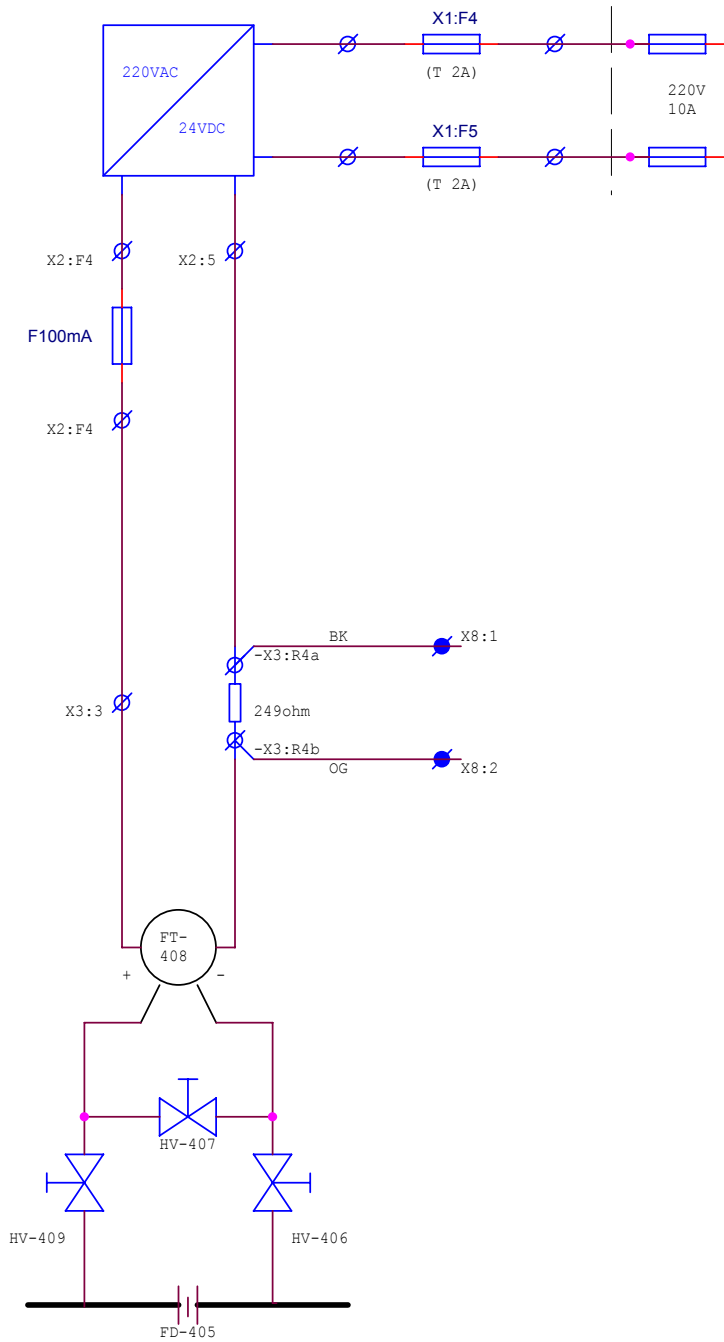 X1:F4
220VAC
(T 2A)
220V
10A
24VDC
X1:F5
(T 2A)
X2:F4
X2:5
F100mA
X2:F4
BK
X8:1
-X3:R4a
X3:3
249ohm
-X3:R4b
OG
X8:2
FT-
408
+
-
HV-407
HV-409
HV-406
FD-405